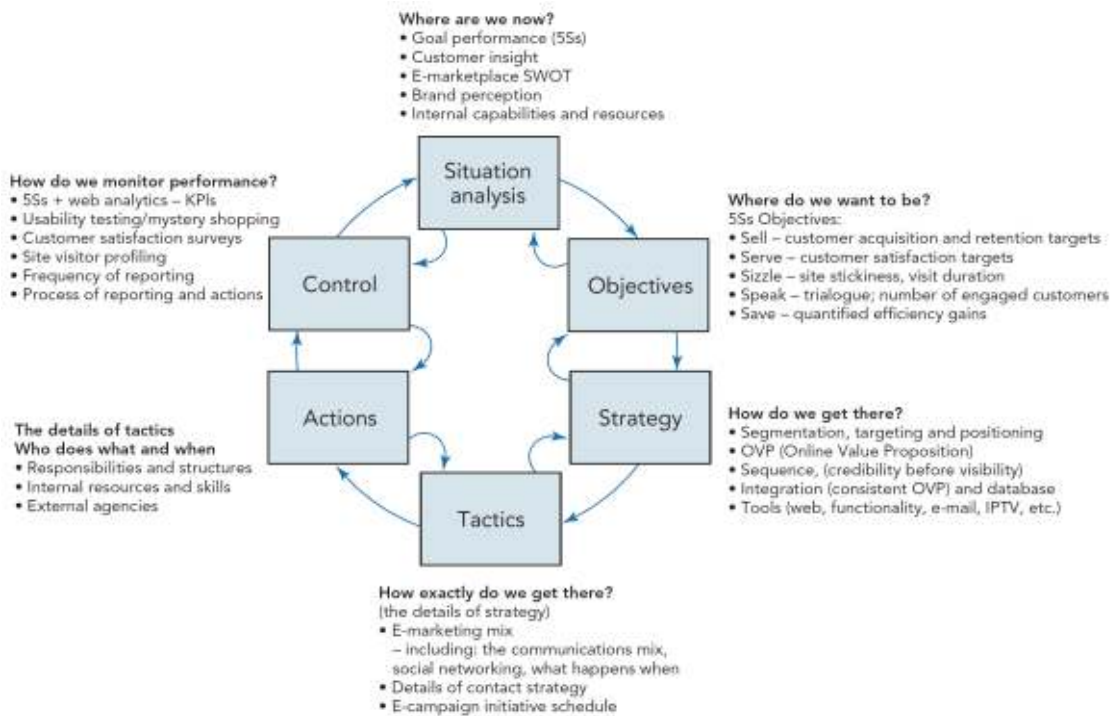 Where are we now?
• Goal performance (5Ss)
• Customer insight
• E-marketplace SWOT
• Brand perception
• Internal capabilities and resources
Situation
analysis
How do we monitor performance?
• 5Ss + web analytics – KPIs
• Usability testing/mystery shopping
• Customer satisfaction surveys
• Site visitor profiling
• Frequency of reporting
• Process of reporting and actions
Control
Objectives
Where do we want to be?
5Ss Objectives:
• Sell – customer acquisition and retention targets
• Serve – customer satisfaction targets
• Sizzle – site stickiness, visit duration
• Speak – trialogue; number of engaged customers
• Save – quantified efficiency gains
Actions
Strategy
The details of tactics
Who does what and when
• Responsibilities and structures
• Internal resources and skills
• External agencies
How do we get there?
• Segmentation, targeting and positioning
• OVP (Online Value Proposition)
• Sequence, (credibility before visibility)
• Integration (consistent OVP) and database
• Tools (web, functionality, e-mail, IPTV, etc.)
Tactics
How exactly do we get there?
(the details of strategy)
• E-marketing mix
– including: the communications mix,
social networking, what happens when
• Details of contact strategy
• E-campaign initiative schedule